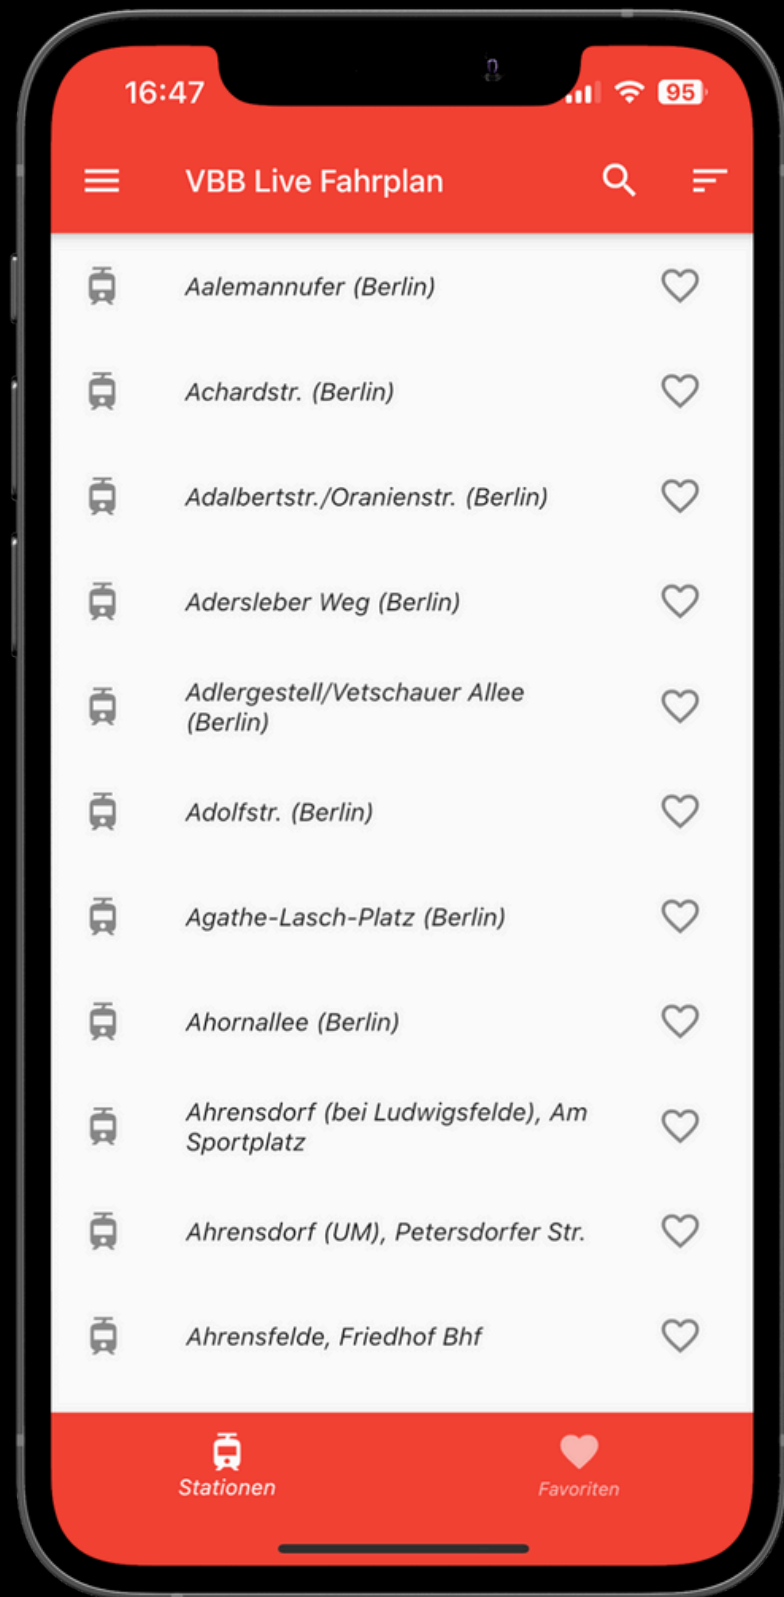 16:47
95
VBB Live Fahrplan
Aalemannufer (Berlin)
Achardstr. (Berlin)
Adalbertstr./Oranienstr. (Berlin)
Adersleber Weg (Berlin)
Adlergestell/Vetschauer Allee
(Berlin)
Adolfstr. (Berlin)
Agathe-Lasch-Platz (Berlin)
Ahornallee (Berlin)
Ahrensdorf (bei Ludwigsfelde), Am
Sportplatz
Ahrensdorf (UM), Petersdorfer Str.
Ahrensfelde, Friedhof Bhf
Stationen
Favoriten